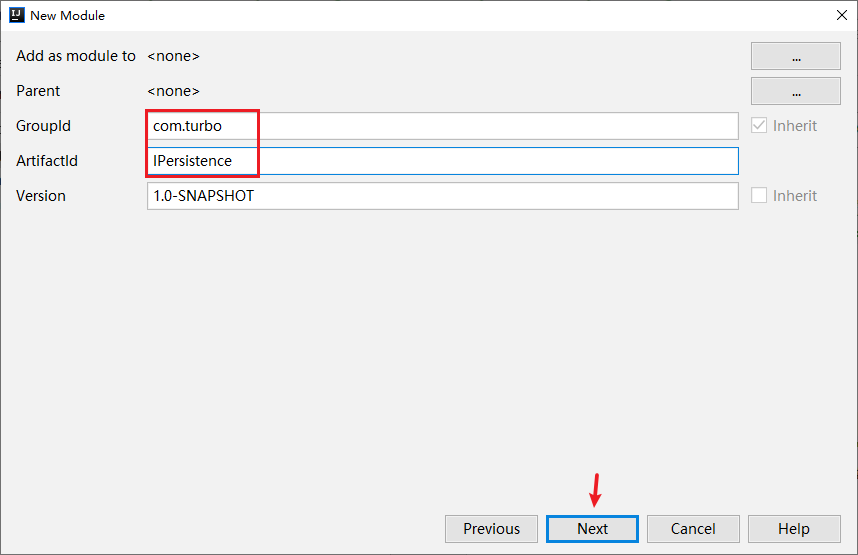 IJ New Module
Add as module to <none> ...
Parent <none> ...
GroupId com.turbo Inherit
ArtifactId IPersistence
Version 1.0-SNAPSHOT Inherit
Previous Next Cancel Help